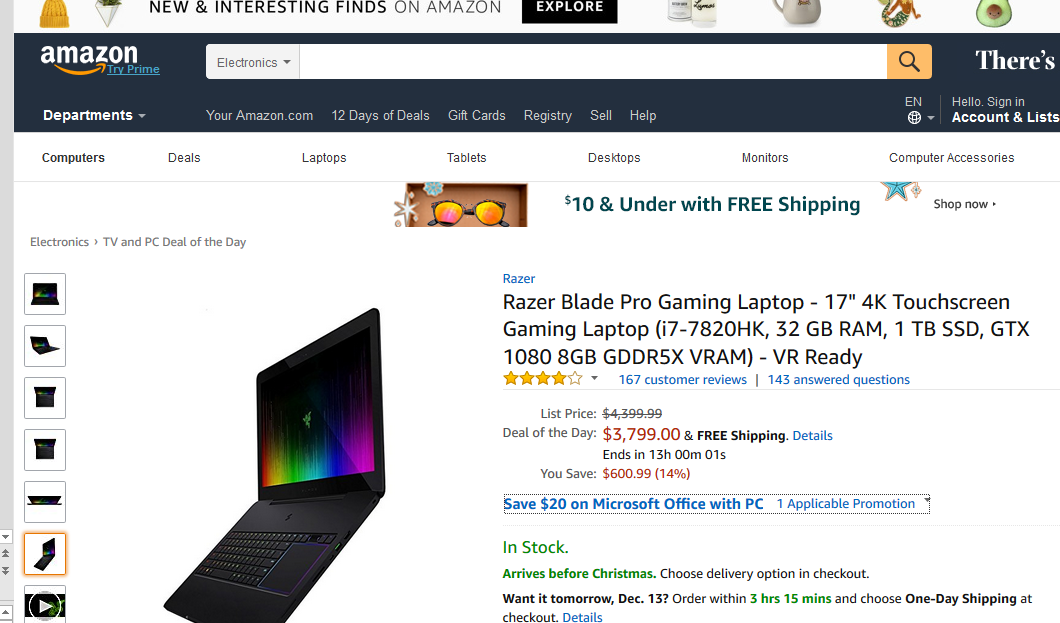 NEW & INTERESTING FINDS ON AMAZON EXPLORE
amazon
Try Prime
Electronics
There's
Departments
Your Amazon.com 12 Days of Deals Gift Cards Registry Sell Help
EN
Hello. Sign in
Account & Lists
Computers Deals Laptops Tablets Desktops Monitors Computer Accessories
$10 & Under with FREE Shipping Shop now ›
Electronics › TV and PC Deal of the Day
Razer
Razer Blade Pro Gaming Laptop - 17" 4K Touchscreen
Gaming Laptop (i7-7820HK, 32 GB RAM, 1 TB SSD, GTX
1080 8GB GDDR5X VRAM) - VR Ready
167 customer reviews | 143 answered questions
List Price: $4,399.99
Deal of the Day: $3,799.00 & FREE Shipping. Details
Ends in 13h 00m 01s
You Save: $600.99 (14%)
Save $20 on Microsoft Office with PC 1 Applicable Promotion
In Stock.
Arrives before Christmas. Choose delivery option in checkout.
Want it tomorrow, Dec. 13? Order within 3 hrs 15 mins and choose One-Day Shipping at
checkout. Details